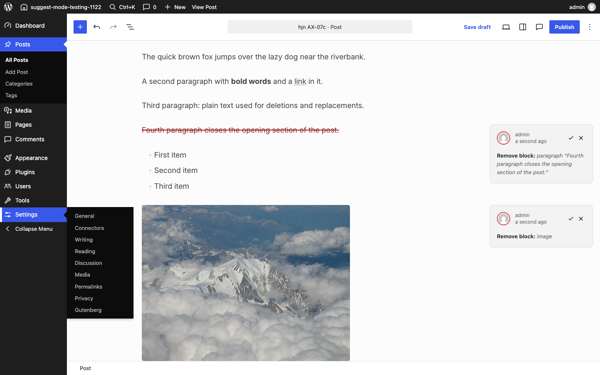 suggest-mode-testing-1122 Ctrl+K 0 + New View Post admin
Dashboard
Posts
All Posts
Add Post
Categories
Tags
Media
Pages
Comments
Appearance
Plugins
Users
Tools
Settings
Collapse Menu
General
Connectors
Writing
Reading
Discussion
Media
Permalinks
Privacy
Gutenberg
hjn AX-07c · Post
Save draft
Publish
The quick brown fox jumps over the lazy dog near the riverbank.
A second paragraph with bold words and a link in it.
Third paragraph: plain text used for deletions and replacements.
Fourth paragraph closes the opening section of the post.
· First item
· Second item
· Third item
admin
a second ago
Remove block: paragraph "Fourth
paragraph closes the opening
section of the post."
admin
a second ago
Remove block: image
Post